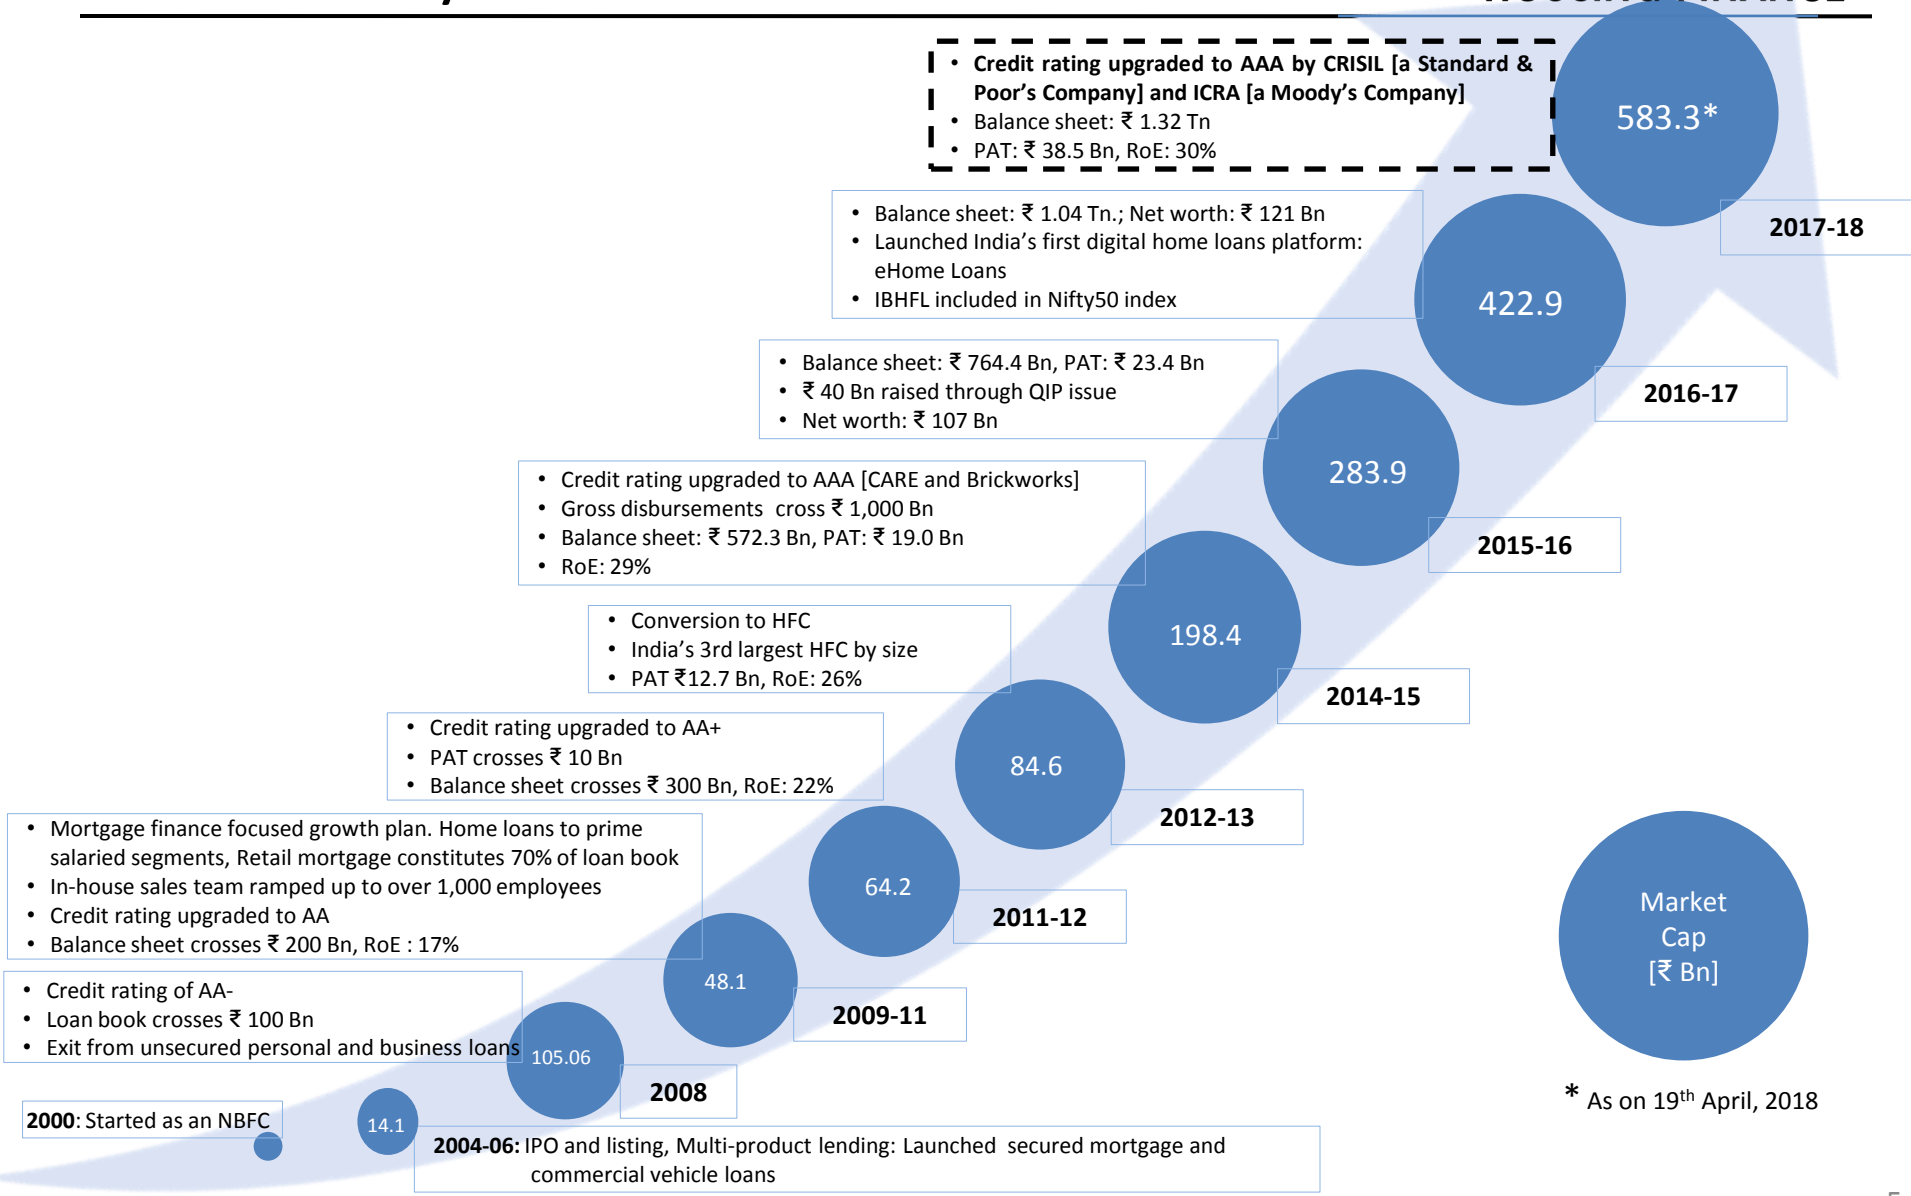 • Credit rating upgraded to AAA by CRISIL [a Standard &
Poor's Company] and ICRA [a Moody's Company]
• Balance sheet: ₹ 1.32 Tn
• PAT: ₹ 38.5 Bn, RoE: 30%
583.3*
2017-18
• Balance sheet: ₹ 1.04 Tn.; Net worth: ₹ 121 Bn
• Launched India's first digital home loans platform:
eHome Loans
• IBHFL included in Nifty50 index
422.9
2016-17
• Balance sheet: ₹ 764.4 Bn, PAT: ₹ 23.4 Bn
• ₹ 40 Bn raised through QIP issue
• Net worth: ₹ 107 Bn
283.9
2015-16
• Credit rating upgraded to AAA [CARE and Brickworks]
• Gross disbursements cross ₹ 1,000 Bn
• Balance sheet: ₹ 572.3 Bn, PAT: ₹ 19.0 Bn
• RoE: 29%
198.4
2014-15
• Conversion to HFC
• India's 3rd largest HFC by size
• PAT ₹12.7 Bn, RoE: 26%
84.6
2012-13
• Credit rating upgraded to AA+
• PAT crosses ₹ 10 Bn
• Balance sheet crosses ₹ 300 Bn, RoE: 22%
64.2
2011-12
• Mortgage finance focused growth plan. Home loans to prime
salaried segments, Retail mortgage constitutes 70% of loan book
• In-house sales team ramped up to over 1,000 employees
• Credit rating upgraded to AA
• Balance sheet crosses ₹ 200 Bn, RoE : 17%
48.1
2009-11
• Credit rating of AA-
• Loan book crosses ₹ 100 Bn
• Exit from unsecured personal and business loans
105.06
2008
2000: Started as an NBFC
14.1
2004-06: IPO and listing, Multi-product lending: Launched secured mortgage and
commercial vehicle loans
Market
Cap
[₹ Bn]
* As on 19th April, 2018